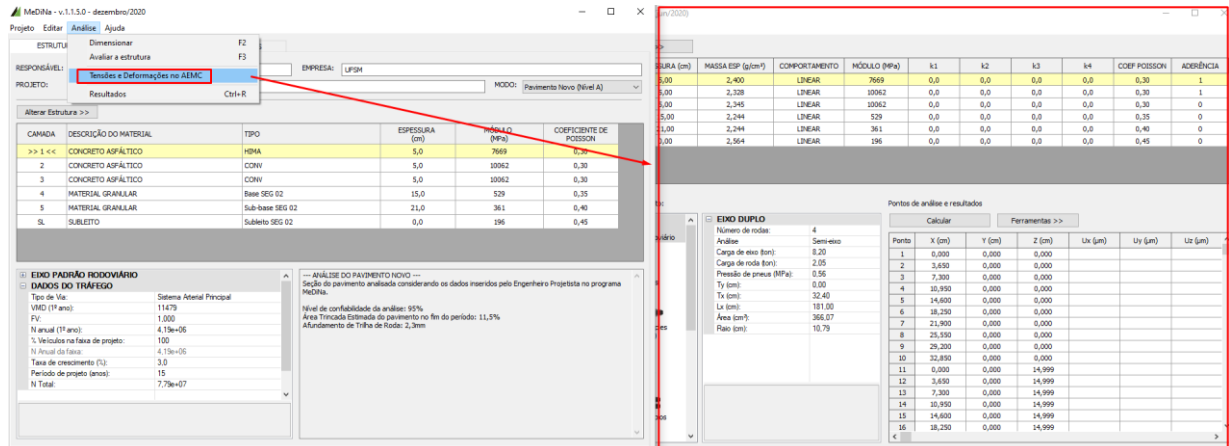 MeDiNa - v.1.1.5.0 - dezembro/2020
Projeto Editar Análise Ajuda
Dimensionar F2
Avaliar a estrutura F3
Tensões e Deformações no AEMC
Resultados Ctrl+R
RESPONSÁVEL:
EMPRESA: UFSM
PROJETO:
MODO: Pavimento Novo (Nível A)
Alterar Estrutura >>
CAMADA DESCRIÇÃO DO MATERIAL TIPO ESPESSURA (cm) MÓDULO (MPa) COEFICIENTE DE POISSON
>> 1 << CONCRETO ASFÁLTICO HIMA 5,0 7669 0,30
2 CONCRETO ASFÁLTICO CONV 5,0 10062 0,30
3 CONCRETO ASFÁLTICO CONV 5,0 10062 0,30
4 MATERIAL GRANULAR Base SEG 02 15,0 529 0,35
5 MATERIAL GRANULAR Sub-base SEG 02 21,0 361 0,40
SL SUBLEITO Subleito SEG 02 0,0 196 0,45
EIXO PADRÃO RODOVIÁRIO
DADOS DO TRÁFEGO
Tipo de Via: Sistema Arterial Principal
VMD (1º ano): 11479
FV: 1,000
N anual (1º ano): 4,19e+06
% Veículos na faixa de projeto: 100
N Anual da faixa: 4,19e+06
Taxa de crescimento (%): 3,0
Período de projeto (anos): 15
N Total: 7,79e+07
--- ANÁLISE DO PAVIMENTO NOVO ---
Seção do pavimento analisada considerando os dados inseridos pelo Engenheiro Projetista no programa
MeDiNa.
Nível de confiabilidade da análise: 95%
Área Trincada Estimada do pavimento no fim do período: 11,5%
Afundamento de Trilha de Roda: 2,3mm
MASSA ESP (g/cm³) COMPORTAMENTO MÓDULO (MPa) k1 k2 k3 k4 COEF POISSON ADERÊNCIA
2,400 LINEAR 7669 0,0 0,0 0,0 0,0 0,30 1
2,328 LINEAR 10062 0,0 0,0 0,0 0,0 0,30 1
2,345 LINEAR 10062 0,0 0,0 0,0 0,0 0,30 0
2,244 LINEAR 529 0,0 0,0 0,0 0,0 0,35 0
2,244 LINEAR 361 0,0 0,0 0,0 0,0 0,40 0
2,564 LINEAR 196 0,0 0,0 0,0 0,0 0,45 0
EIXO DUPLO
Número de rodas: 4
Análise Semi-eixo
Carga de eixo (ton): 8.20
Carga de roda (ton): 2.05
Pressão de pneus (MPa): 0.56
Ty (cm): 0,00
Tx (cm): 32,40
Lx (cm): 181,00
Área (cm²): 366,07
Raio (cm): 10,79
Pontos de análise e resultados
Calcular Ferramentas >>
Ponto X (cm) Y (cm) Z (cm) Ux (µm) Uy (µm) Uz (µm)
1 0,000 0,000 0,000
2 3,650 0,000 0,000
3 7,300 0,000 0,000
4 10,950 0,000 0,000
5 14,600 0,000 0,000
6 18,250 0,000 0,000
7 21,900 0,000 0,000
8 25,550 0,000 0,000
9 29,200 0,000 0,000
10 32,850 0,000 0,000
11 0,000 0,000 14,999
12 3,650 0,000 14,999
13 7,300 0,000 14,999
14 10,950 0,000 14,999
15 14,600 0,000 14,999
16 18,250 0,000 14,999